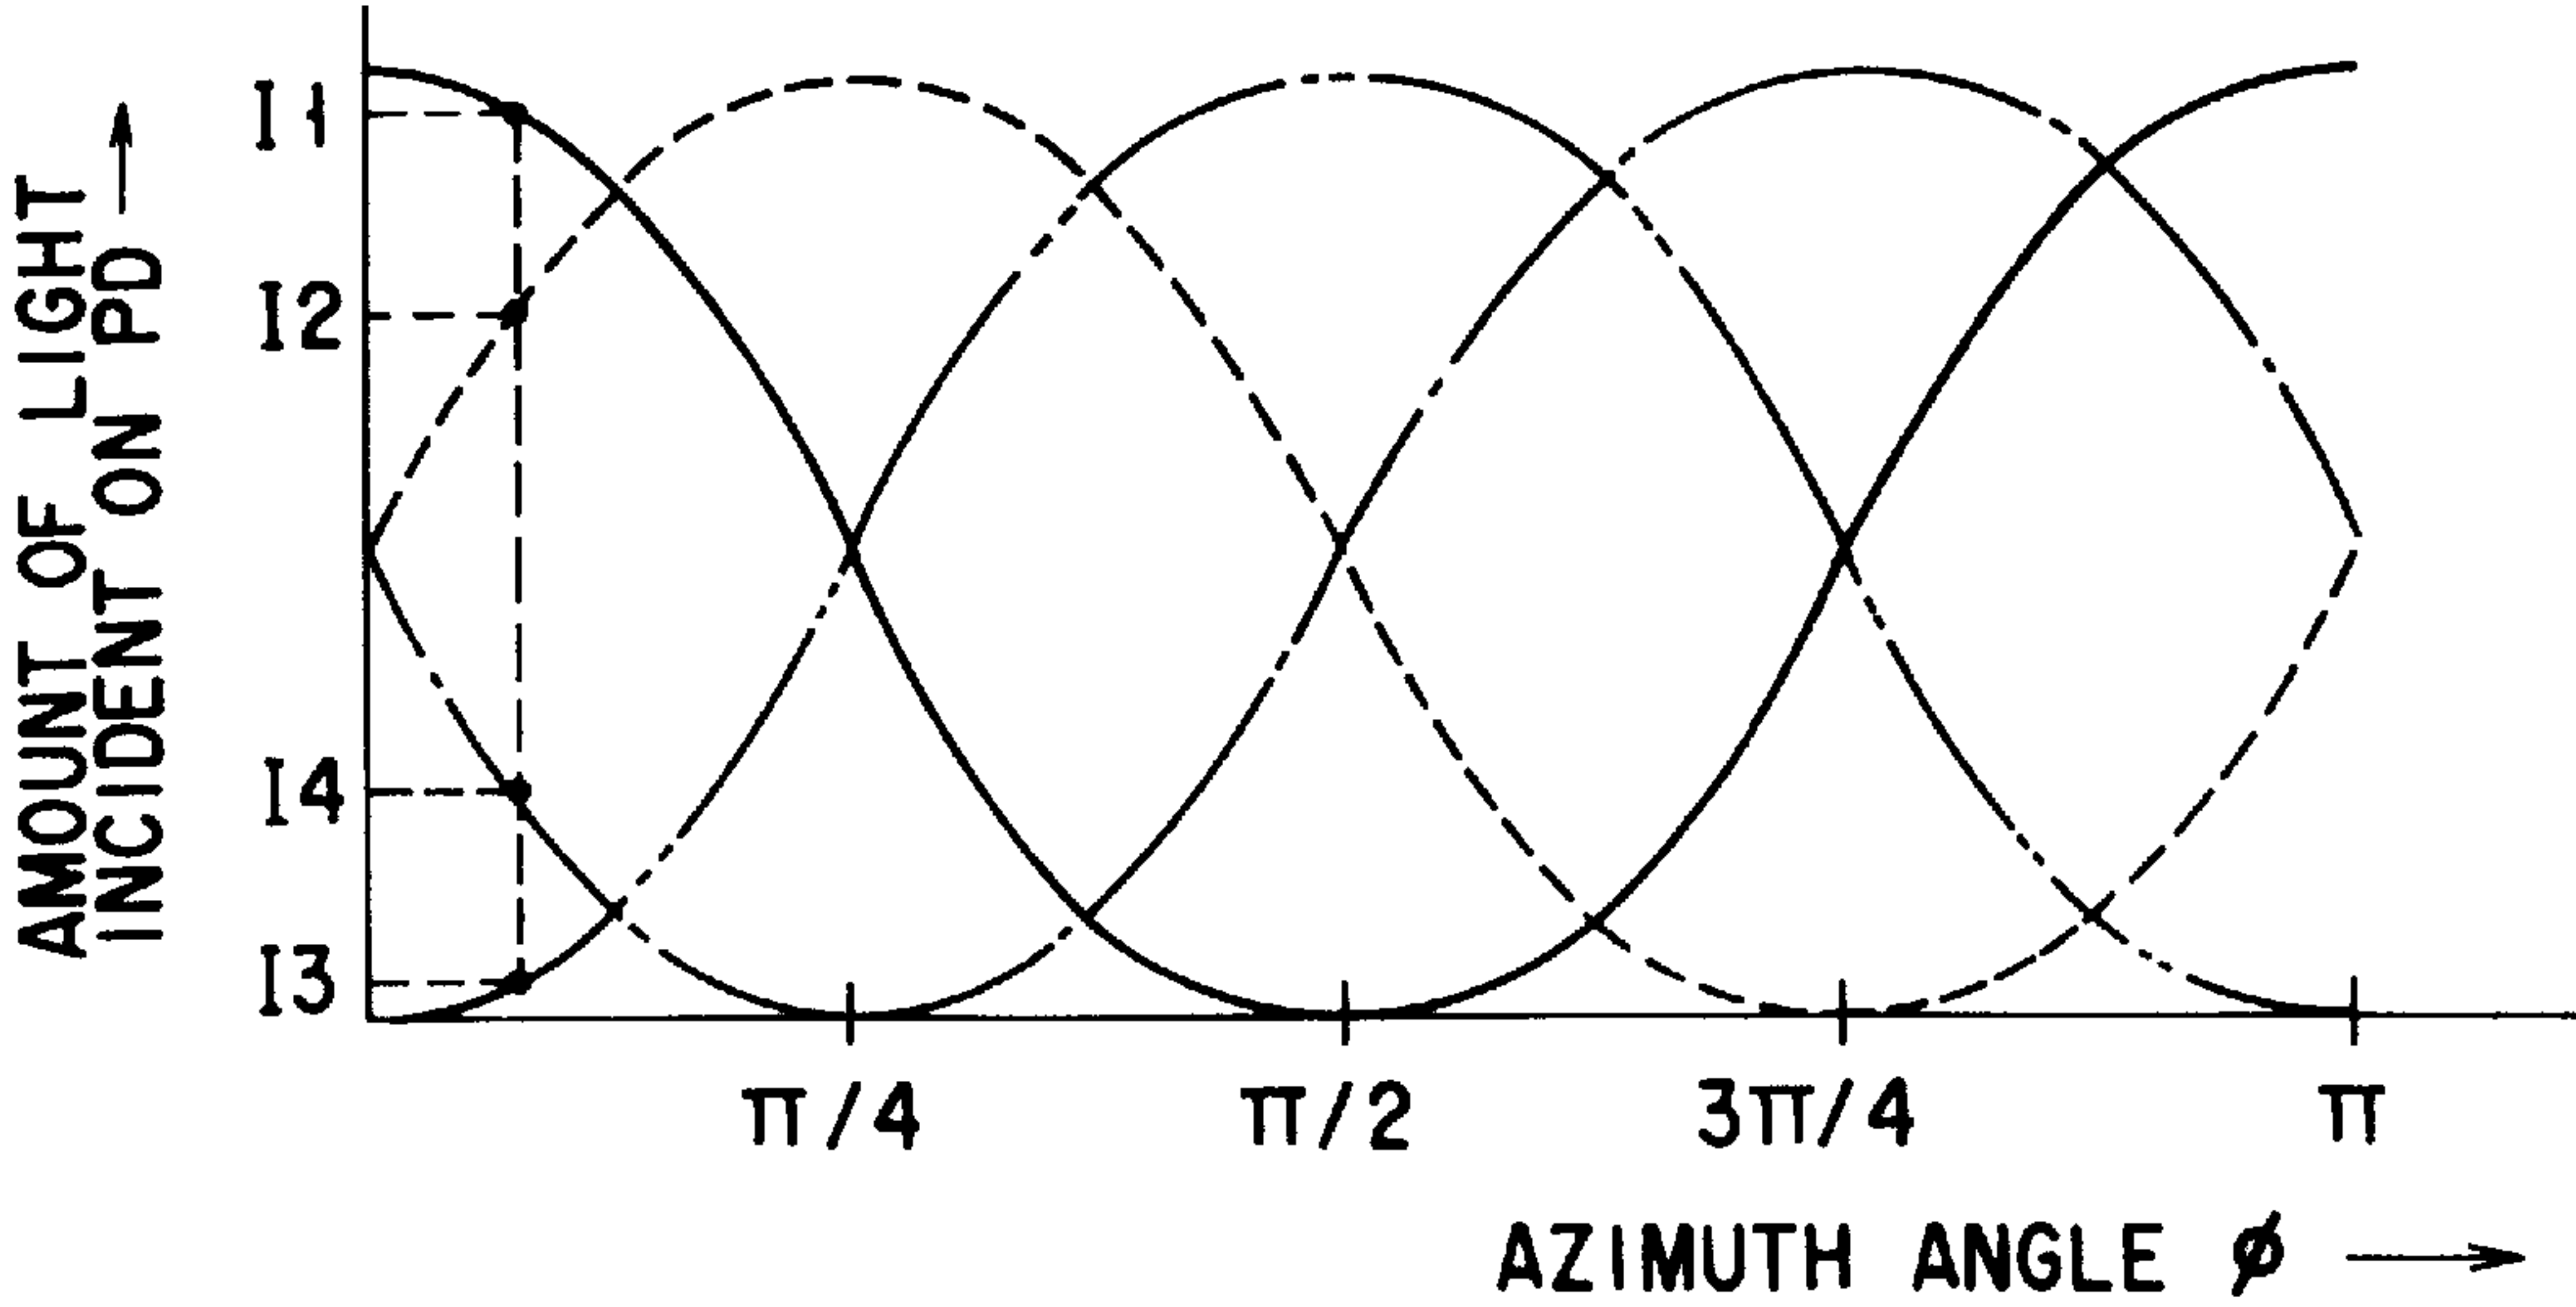 AMOUNT OF LIGHT
INCIDENT ON PD →
I1
I2
I4
I3
π/4
π/2
3π/4
π
AZIMUTH ANGLE ϕ →